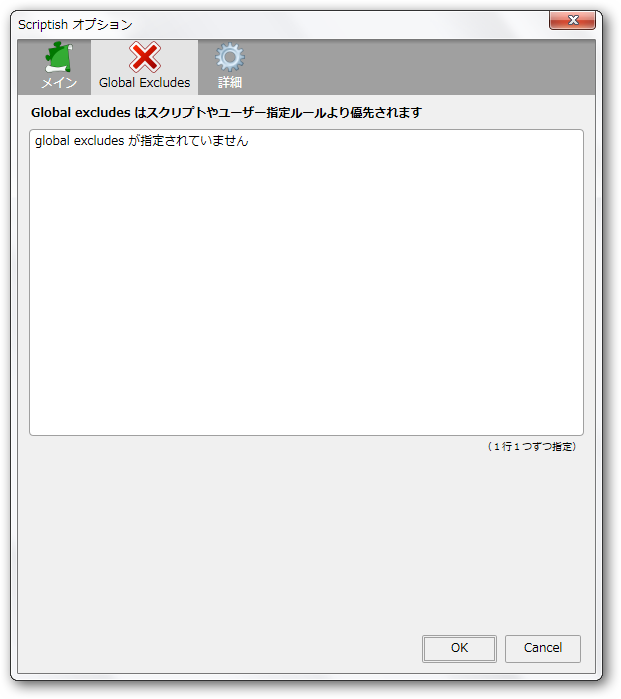 Scriptish オプション
メイン
Global Excludes
詳細
Global excludes はスクリプトやユーザー指定ルールより優先されます
global excludes が指定されていません
(１行１つずつ指定)
OK
Cancel